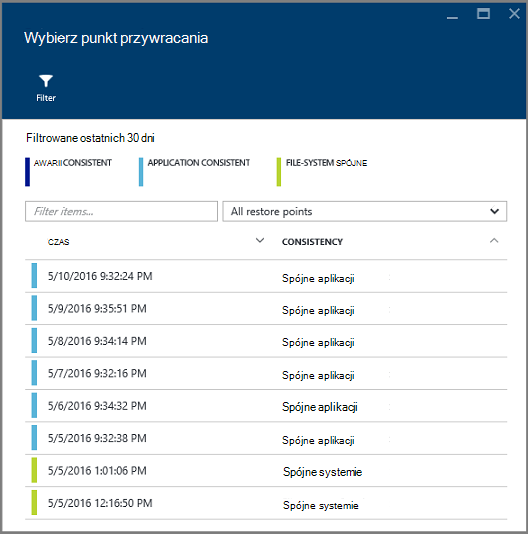 Wybierz punkt przywracania
Filter
Filtrowane ostatnich 30 dni
AWARII CONSISTENT APPLICATION CONSISTENT FILE-SYSTEM SPÓJNE
Filter items... All restore points
CZAS CONSISTENCY
5/10/2016 9:32:24 PM Spójne aplikacji
5/9/2016 9:35:51 PM Spójne aplikacji
5/8/2016 9:34:14 PM Spójne aplikacji
5/7/2016 9:32:16 PM Spójne aplikacji
5/6/2016 9:34:32 PM Spójne aplikacji
5/5/2016 9:32:38 PM Spójne aplikacji
5/5/2016 1:01:06 PM Spójne systemie
5/5/2016 12:16:50 PM Spójne systemie